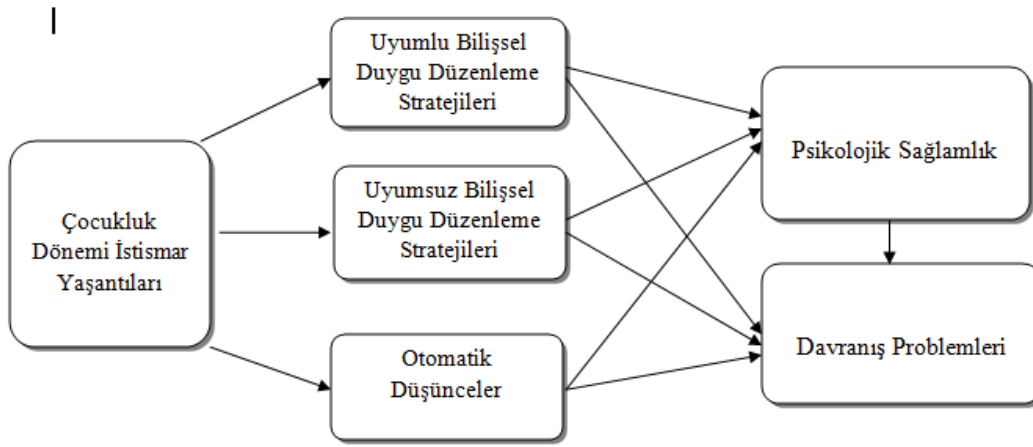 Çocukluk
Dönemi İstismar
Yaşantıları
Uyumlu Bilişsel
Duygu Düzenleme
Stratejileri
Uyumsuz Bilişsel
Duygu Düzenleme
Stratejileri
Otomatik
Düşünceler
Psikolojik Sağlamlık
Davranış Problemleri